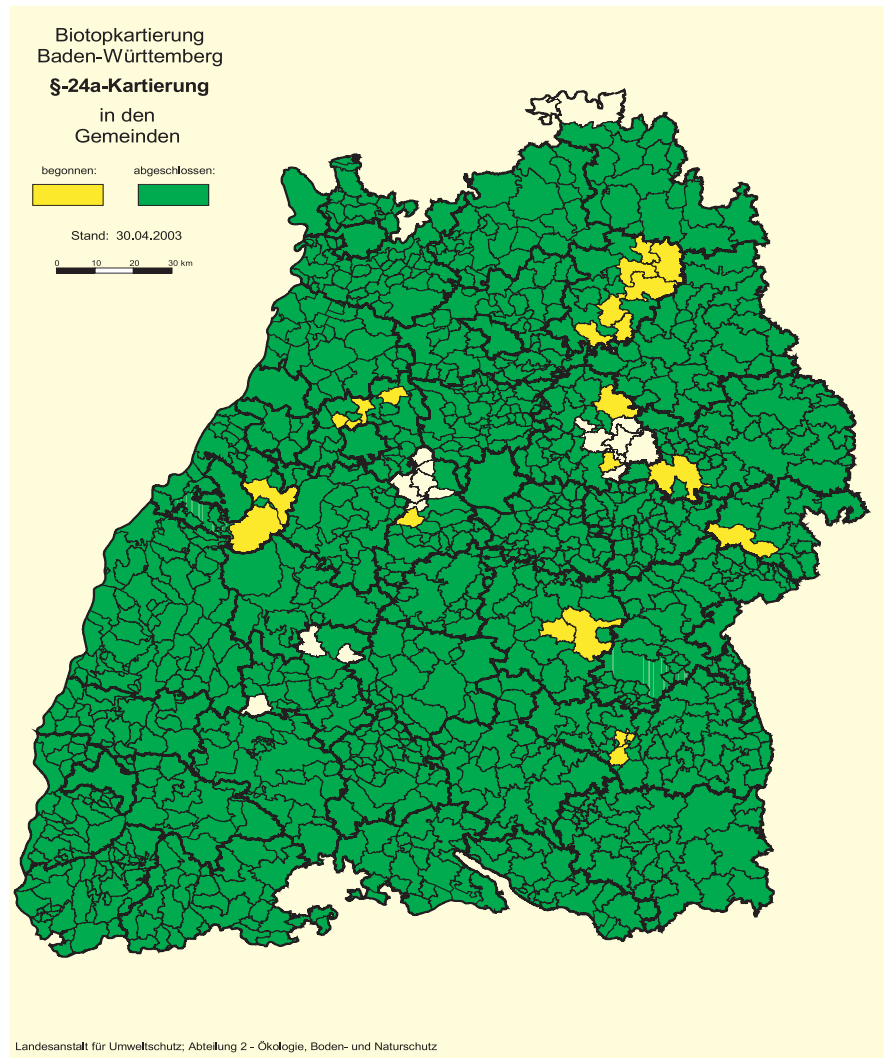 Biotopkartierung
Baden-Württemberg
§-24a-Kartierung
in den
Gemeinden
begonnen: abgeschlossen:
Stand: 30.04.2003
0 10 20 30 km
Landesanstalt für Umweltschutz; Abteilung 2 - Ökologie, Boden- und Naturschutz